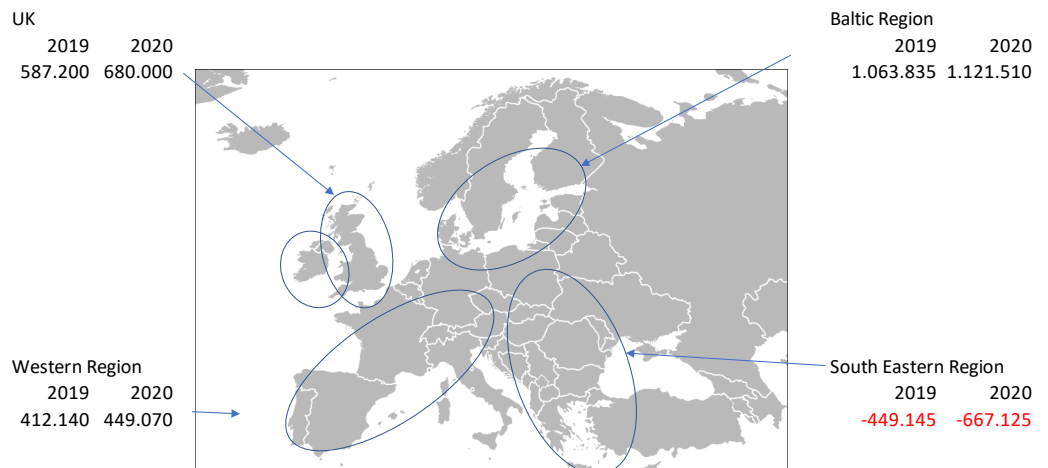 UK
2019 2020
587.200 680.000
Baltic Region
2019 2020
1.063.835 1.121.510
Western Region
2019 2020
412.140 449.070
South Eastern Region
2019 2020
-449.145 -667.125